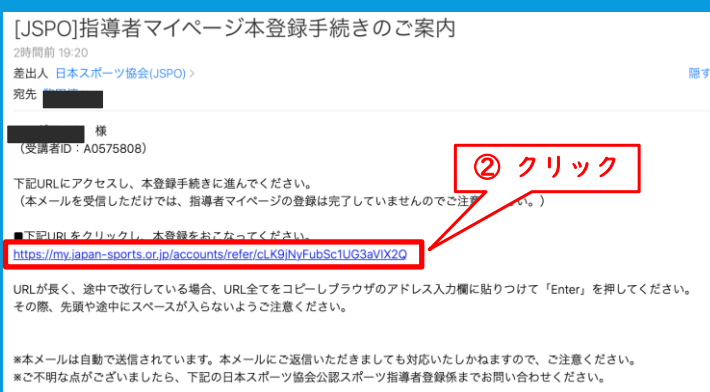 [JSPO]指導者マイページ本登録手続きのご案内
2時間前 19:20
差出人 日本スポーツ協会(JSPO) >
隠す
宛先
様
(受講者ID:A0575808)
② クリック
下記URLにアクセスし、本登録手続きに進んでください。
(本メールを受信しただけでは、指導者マイページの登録は完了していませんのでご注意 い。)
■下記URLをクリックし、本登録をおこなってください。
https://my.japan-sports.or.jp/accounts/refer/cLK9jNyFubSc1UG3aVIX2Q
URLが長く、途中で改行している場合、URL全てをコピーしブラウザのアドレス入力欄に貼りつけて「Enter」を押してください。
その際、先頭や途中にスペースが入らないようご注意ください。
※本メールは自動で送信されています。本メールにご返信いただきましても対応いたしかねますので、ご注意ください。
※ご不明な点がございましたら、下記の日本スポーツ協会公認スポーツ指導者登録係までお問い合わせください。